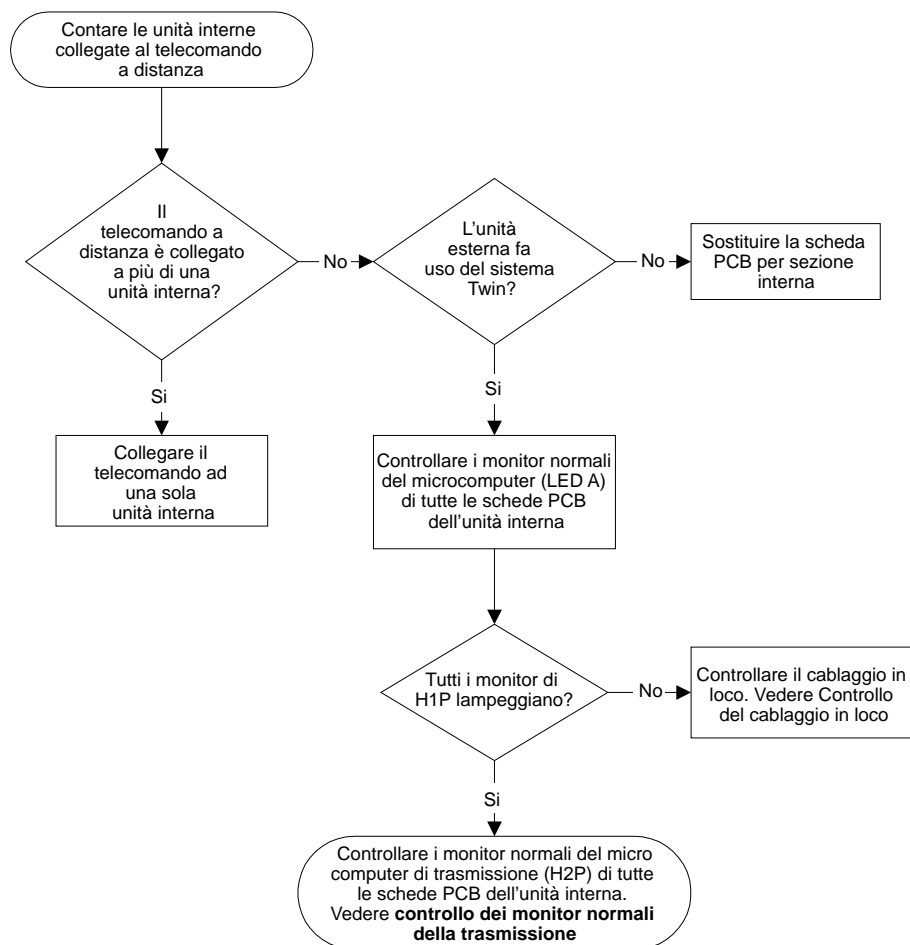 Contare le unità interne
collegate al telecomando
a distanza
Il
telecomando a
distanza è collegato
a più di una
unità interna?
No
L'unità
esterna fa
uso del sistema
Twin?
No
Sostituire la scheda
PCB per sezione
interna
Si
Si
Collegare il
telecomando ad
una sola
unità interna
Controllare i monitor normali
del microcomputer (LED A)
di tutte le schede PCB
dell'unità interna
Tutti i monitor di
H1P lampeggiano?
No
Controllare il cablaggio in
loco. Vedere Controllo
del cablaggio in loco
Si
Controllare i monitor normali del micro
computer di trasmissione (H2P) di tutte
le schede PCB dell'unità interna.
Vedere controllo dei monitor normali
della trasmissione